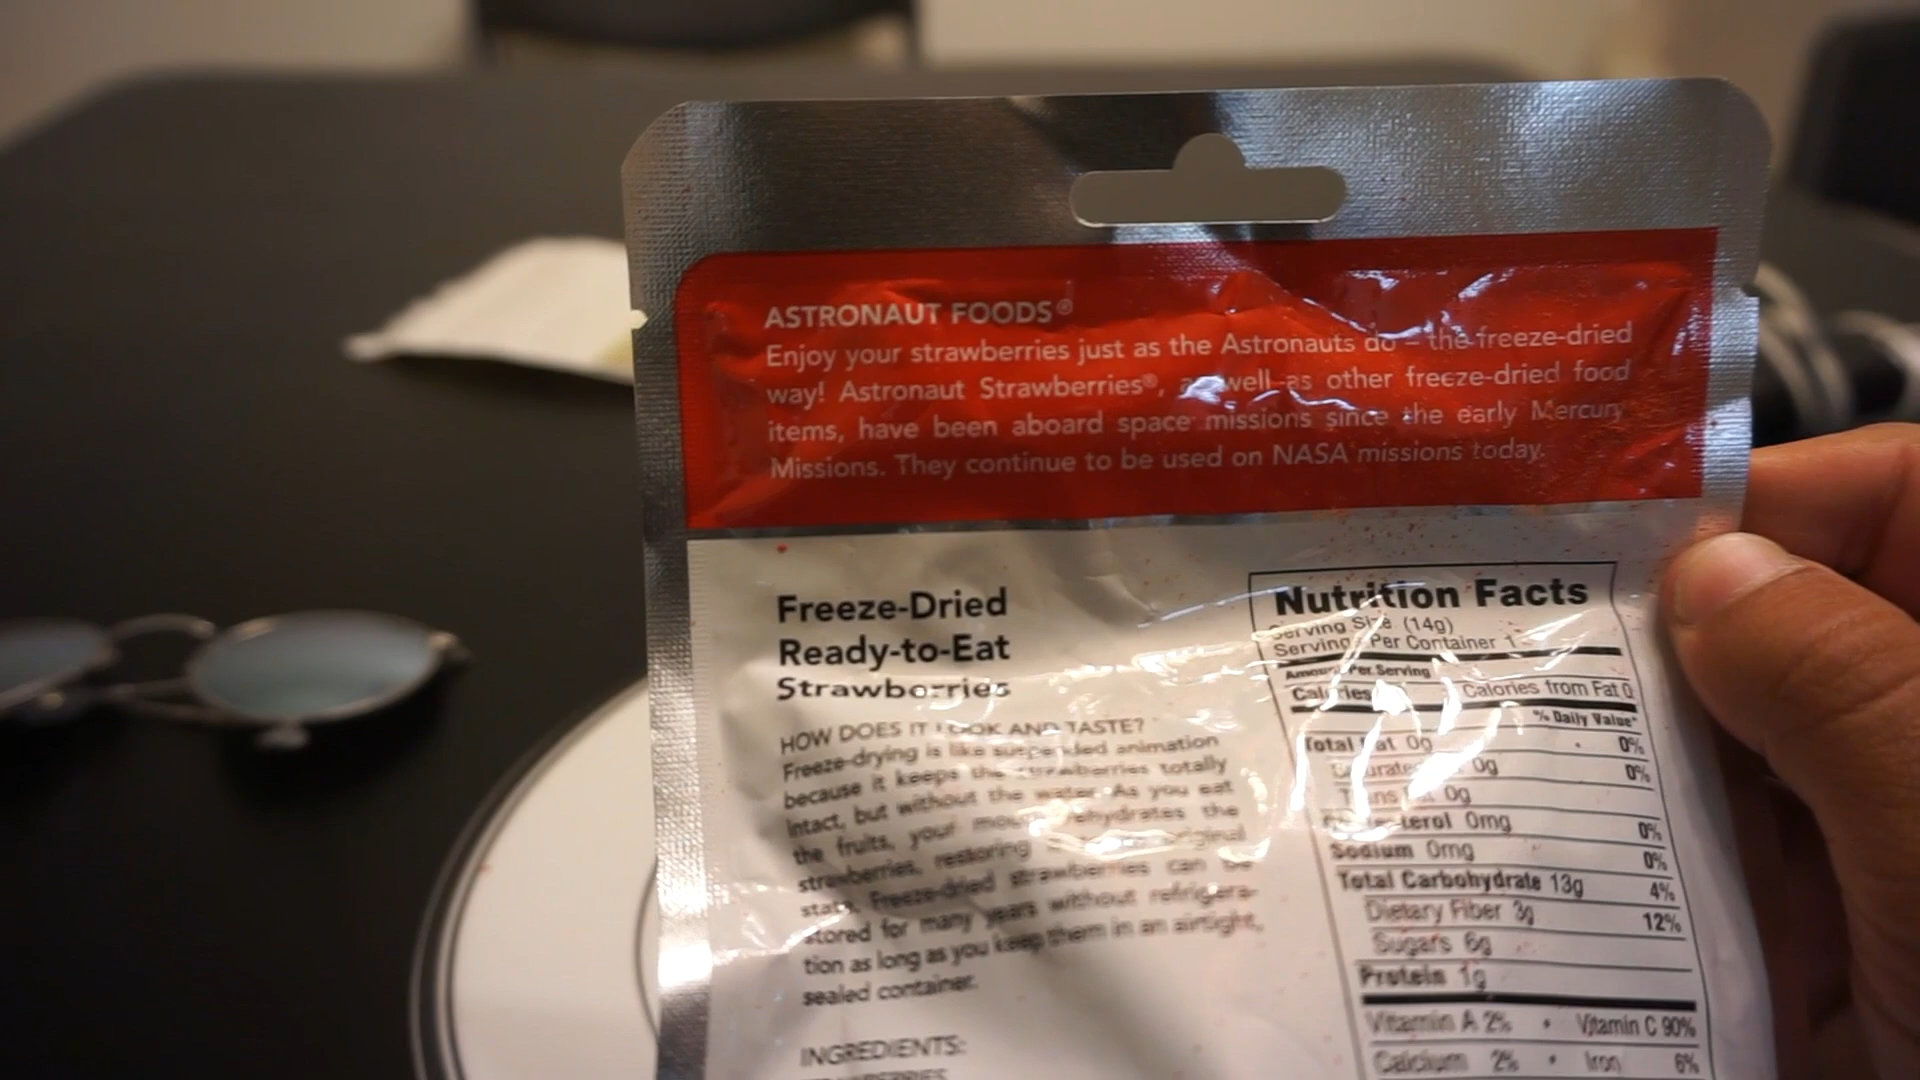 ASTRONAUT FOODS®
Enjoy your strawberries just as the Astronauts do – the freeze-dried
way! Astronaut Strawberries®, as well as other freeze-dried food
items, have been aboard space missions since the early Mercury
Missions. They continue to be used on NASA missions today.
Freeze-Dried
Ready-to-Eat
Strawberries
HOW DOES IT LOOK AND TASTE?
Freeze-drying is like suspended animation
because it keeps the strawberries totally
intact, but without the water. As you eat
the fruits, your mouth rehydrates the
strawberries, restoring original
state. Freeze-dried strawberries can be
stored for many years without refrigera-
tion as long as you keep them in an airtight,
sealed container.
INGREDIENTS:
Nutrition Facts
Serving Size (14g)
Servings Per Container 1
Amount Per Serving
Calories Calories from Fat 0
% Daily Value*
Total Fat 0g 0%
Saturated 0g 0%
Trans Fat 0g
Cholesterol 0mg 0%
Sodium 0mg 0%
Total Carbohydrate 13g 4%
Dietary Fiber 3g 12%
Sugars 6g
Protein 1g
Vitamin A 2% • Vitamin C 90%
Calcium 2% • Iron 6%